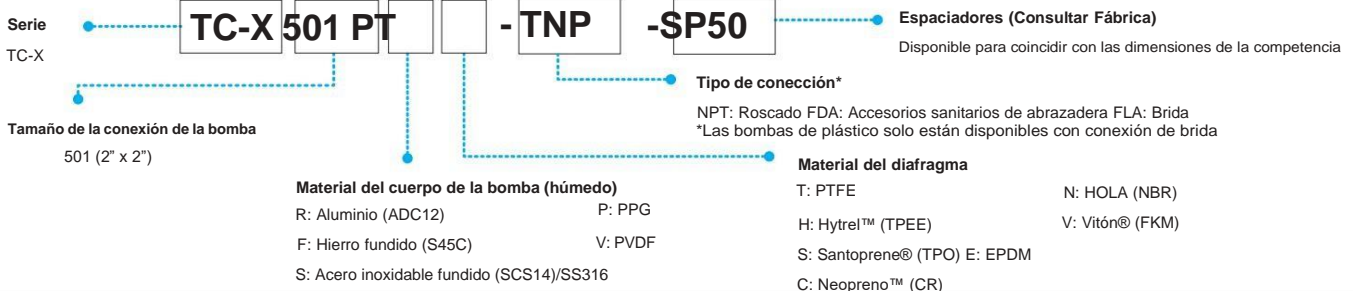 Serie
TC-X
TC-X 501 PT - TNP -SP50
Espaciadores (Consultar Fábrica)
Disponible para coincidir con las dimensiones de la competencia
Tipo de conección*
NPT: Roscado FDA: Accesorios sanitarios de abrazadera FLA: Brida
*Las bombas de plástico solo están disponibles con conexión de brida
Tamaño de la conexión de la bomba
501 (2” x 2”)
Material del cuerpo de la bomba (húmedo)
R: Aluminio (ADC12)
P: PPG
F: Hierro fundido (S45C)
V: PVDF
S: Acero inoxidable fundido (SCS14)/SS316
Material del diafragma
T: PTFE
N: HOLA (NBR)
H: Hytrel™ (TPEE)
V: Vitón® (FKM)
S: Santoprene® (TPO) E: EPDM
C: Neopreno™ (CR)